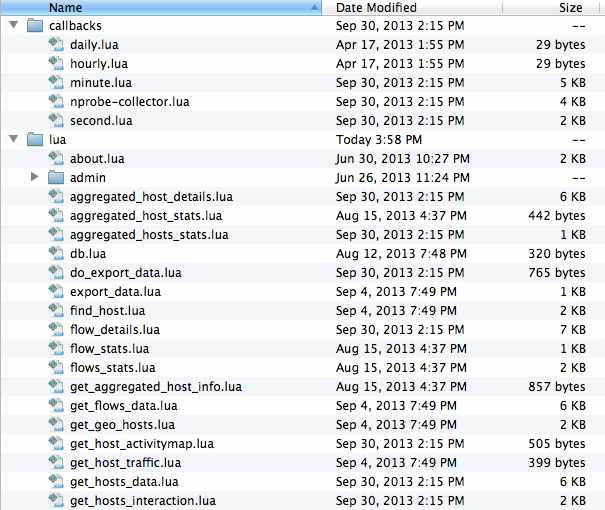 Name Date Modified Size
callbacks Sep 30, 2013 2:15 PM --
daily.lua Apr 17, 2013 1:55 PM 29 bytes
hourly.lua Apr 17, 2013 1:55 PM 29 bytes
minute.lua Sep 30, 2013 2:15 PM 5 KB
nprobe-collector.lua Sep 30, 2013 2:15 PM 4 KB
second.lua Sep 30, 2013 2:15 PM 2 KB
lua Today 3:58 PM --
about.lua Jun 30, 2013 10:27 PM 2 KB
admin Jun 26, 2013 11:24 PM --
aggregated_host_details.lua Sep 30, 2013 2:15 PM 6 KB
aggregated_host_stats.lua Aug 15, 2013 4:37 PM 442 bytes
aggregated_hosts_stats.lua Sep 30, 2013 2:15 PM 1 KB
db.lua Aug 12, 2013 7:48 PM 320 bytes
do_export_data.lua Sep 30, 2013 2:15 PM 765 bytes
export_data.lua Sep 4, 2013 7:49 PM 1 KB
find_host.lua Sep 4, 2013 7:49 PM 2 KB
flow_details.lua Sep 30, 2013 2:15 PM 7 KB
flow_stats.lua Aug 15, 2013 4:37 PM 1 KB
flows_stats.lua Aug 15, 2013 4:37 PM 2 KB
get_aggregated_host_info.lua Aug 15, 2013 4:37 PM 857 bytes
get_flows_data.lua Sep 4, 2013 7:49 PM 6 KB
get_geo_hosts.lua Sep 4, 2013 7:49 PM 2 KB
get_host_activitymap.lua Sep 30, 2013 2:15 PM 505 bytes
get_host_traffic.lua Sep 4, 2013 7:49 PM 399 bytes
get_hosts_data.lua Sep 30, 2013 2:15 PM 6 KB
get_hosts_interaction.lua Sep 30, 2013 2:15 PM 2 KB